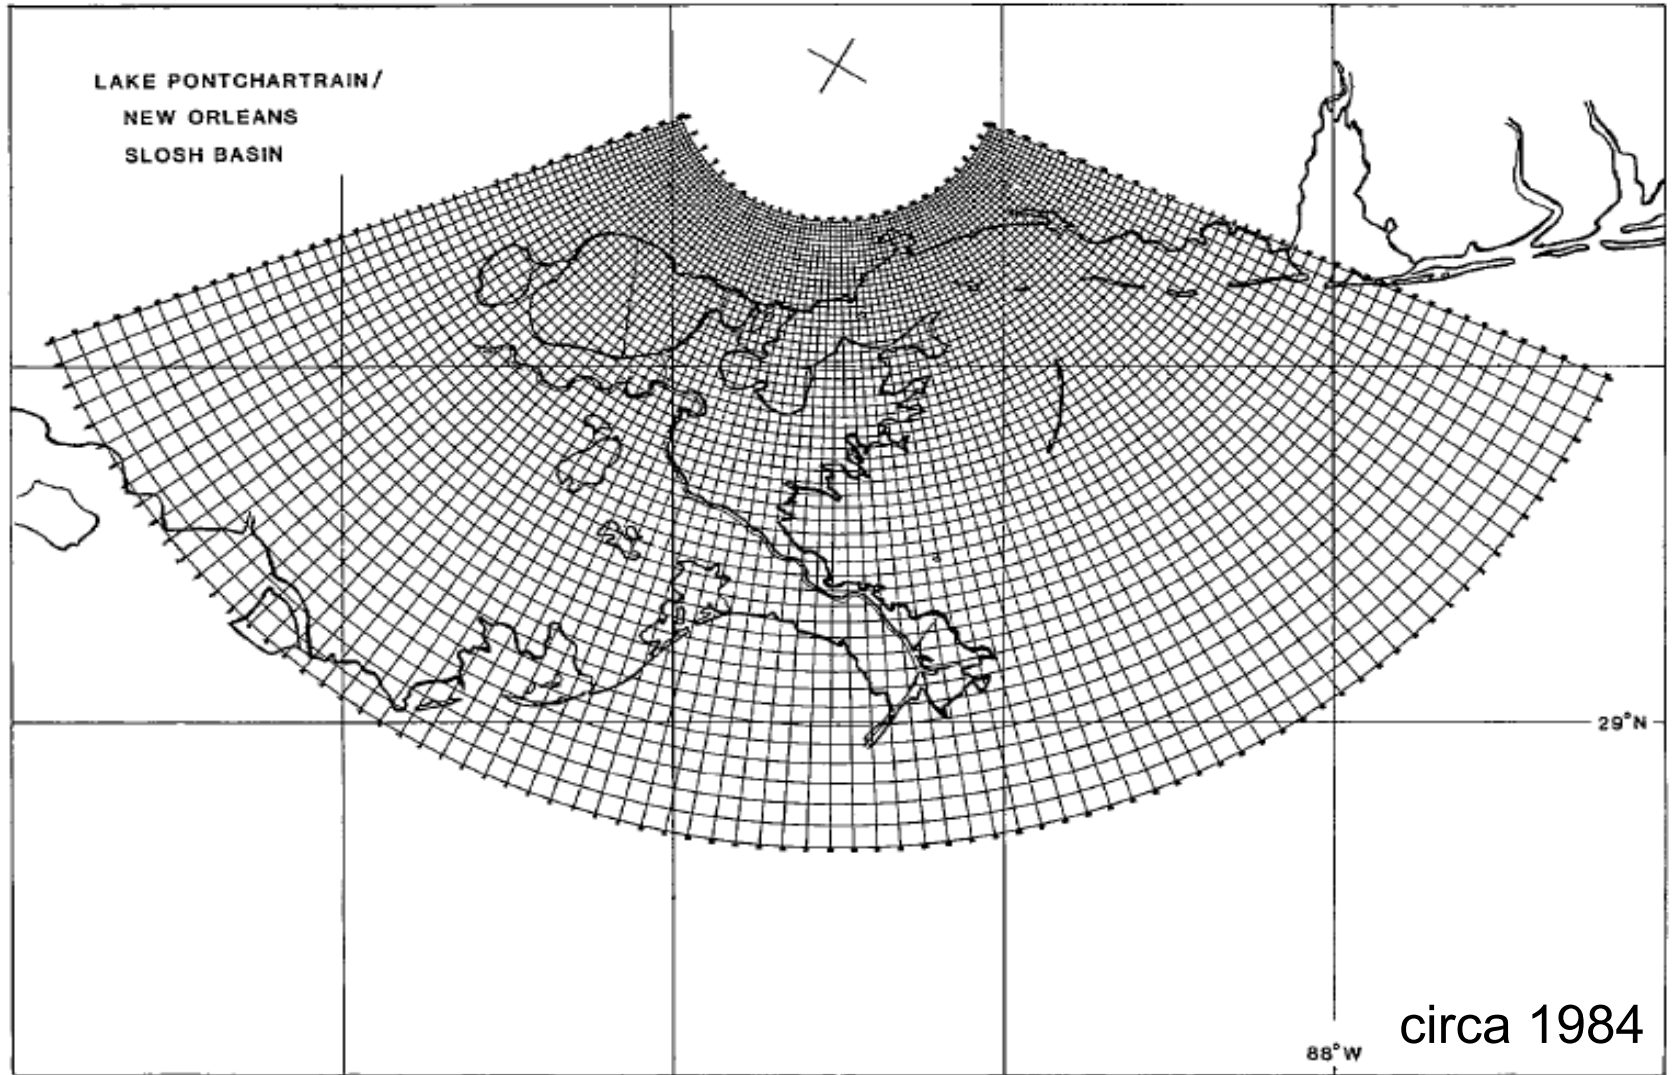 LAKE PONTCHARTRAIN/
NEW ORLEANS
SLOSH BASIN
29°N
88°W
circa 1984